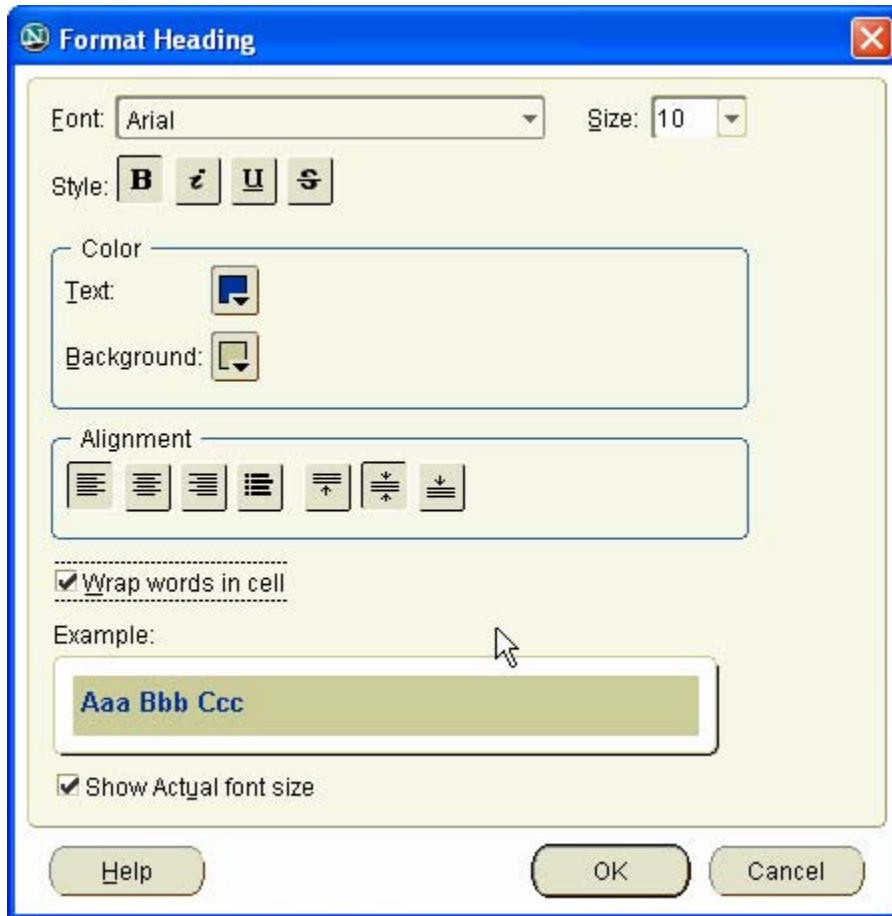 Format Heading
Font: Arial Size: 10
Style: B i U S
Color
Text:
Background:
Alignment
Wrap words in cell
Example:
Aaa Bbb Ccc
Show Actual font size
Help OK Cancel